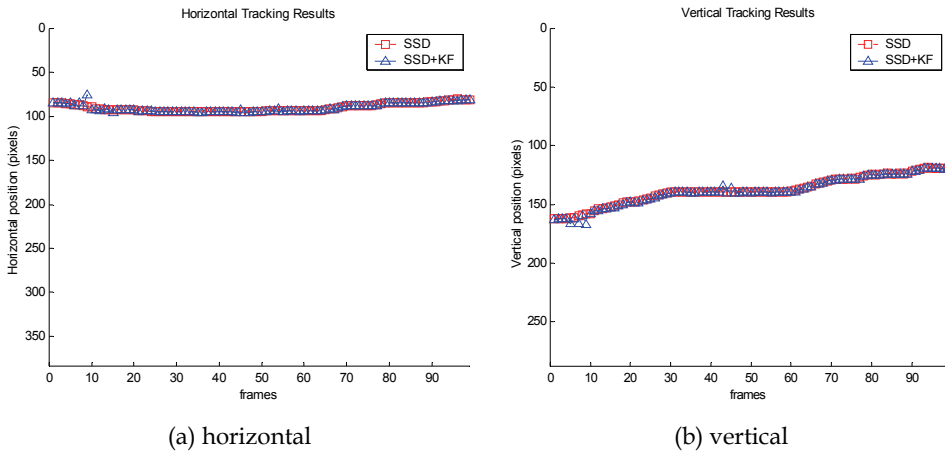 Horizontal Tracking Results
0
50
100
150
200
250
300
350
Horizontal position (pixels)
0 10 20 30 40 50 60 70 80 90
frames
SSD
SSD+KF
(a) horizontal
Vertical Tracking Results
0
50
100
150
200
250
Vertical position (pixels)
0 10 20 30 40 50 60 70 80 90
frames
SSD
SSD+KF
(b) vertical